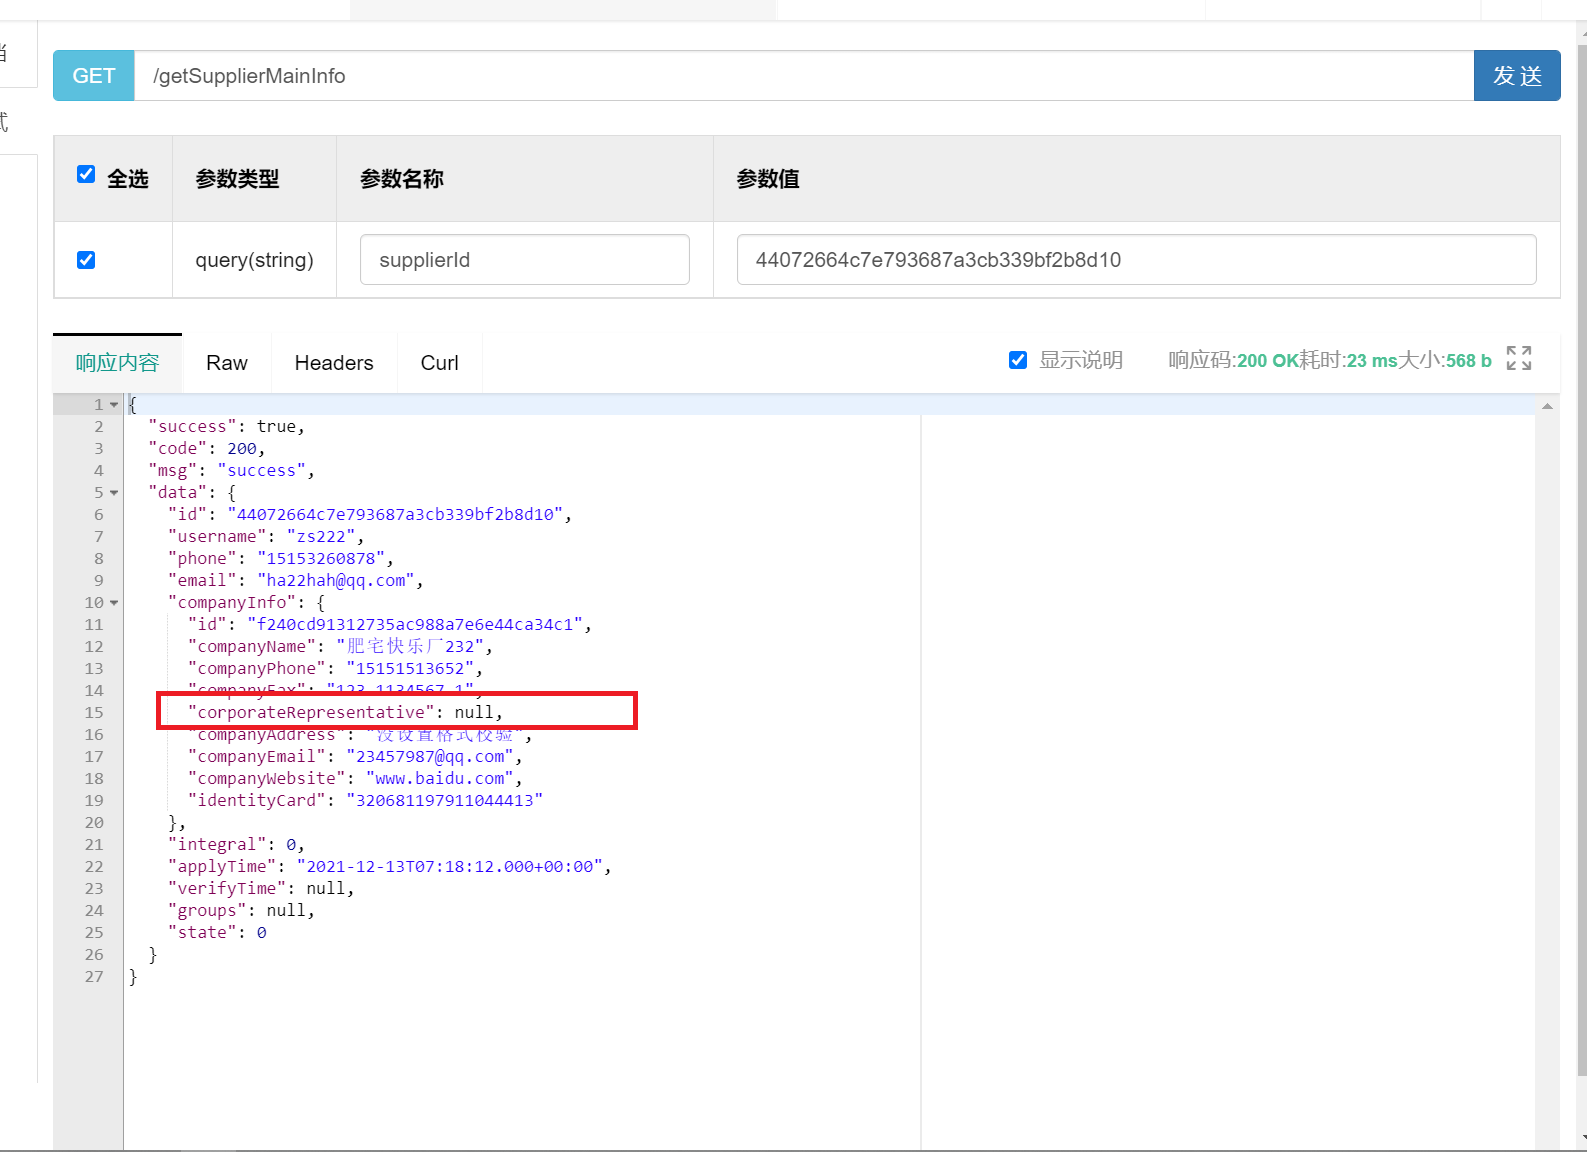 GET /getSupplierMainInfo 发 送
全选 参数类型 参数名称 参数值
query(string) supplierId 44072664c7e793687a3cb339bf2b8d10
响应内容 Raw Headers Curl 显示说明 响应码:200 OK耗时:23 ms大小:568 b
1 {
2 "success": true,
3 "code": 200,
4 "msg": "success",
5 "data": {
6 "id": "44072664c7e793687a3cb339bf2b8d10",
7 "username": "zs222",
8 "phone": "15153260878",
9 "email": "ha22hah@qq.com",
10 "companyInfo": {
11 "id": "f240cd91312735ac988a7e6e44ca34c1",
12 "companyName": "肥宅快乐厂232",
13 "companyPhone": "15151513652",
14 "companyFax": "123-1134567-1",
15 "corporateRepresentative": null,
16 "companyAddress": "没设置格式校验",
17 "companyEmail": "23457987@qq.com",
18 "companyWebsite": "www.baidu.com",
19 "identityCard": "320681197911044413"
20 },
21 "integral": 0,
22 "applyTime": "2021-12-13T07:18:12.000+00:00",
23 "verifyTime": null,
24 "groups": null,
25 "state": 0
26 }
27 }